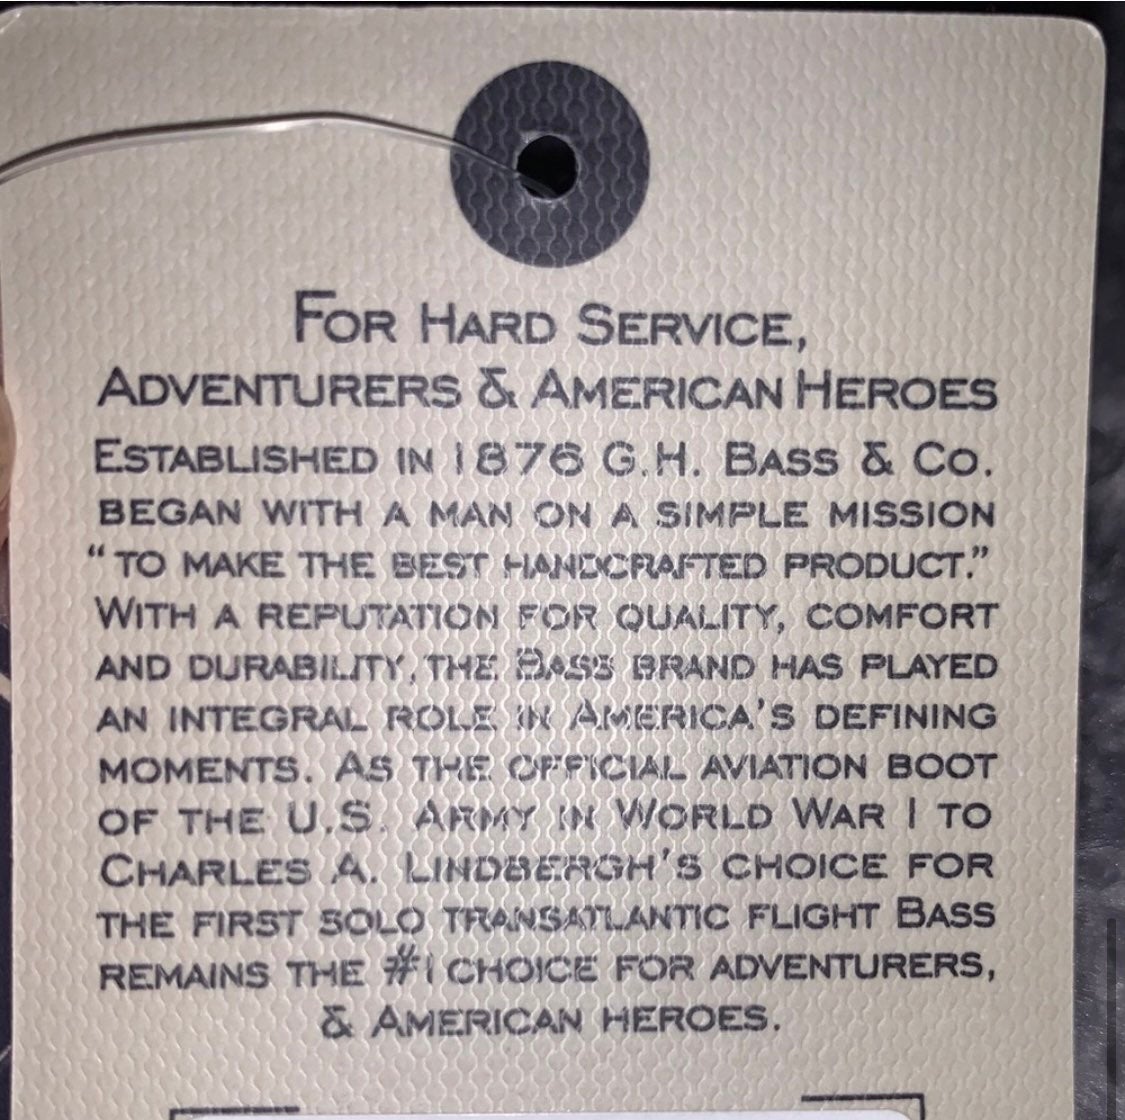 FOR HARD SERVICE,
ADVENTURERS & AMERICAN HEROES
ESTABLISHED IN 1876 G.H. BASS & CO.
BEGAN WITH A MAN ON A SIMPLE MISSION
"TO MAKE THE BEST HANDCRAFTED PRODUCT."
WITH A REPUTATION FOR QUALITY, COMFORT
AND DURABILITY, THE BASS BRAND HAS PLAYED
AN INTEGRAL ROLE IN AMERICA'S DEFINING
MOMENTS. AS THE OFFICIAL AVIATION BOOT
OF THE U.S. ARMY IN WORLD WAR I TO
CHARLES A. LINDBERGH'S CHOICE FOR
THE FIRST SOLO TRANSATLANTIC FLIGHT BASS
REMAINS THE #1 CHOICE FOR ADVENTURERS,
& AMERICAN HEROES.